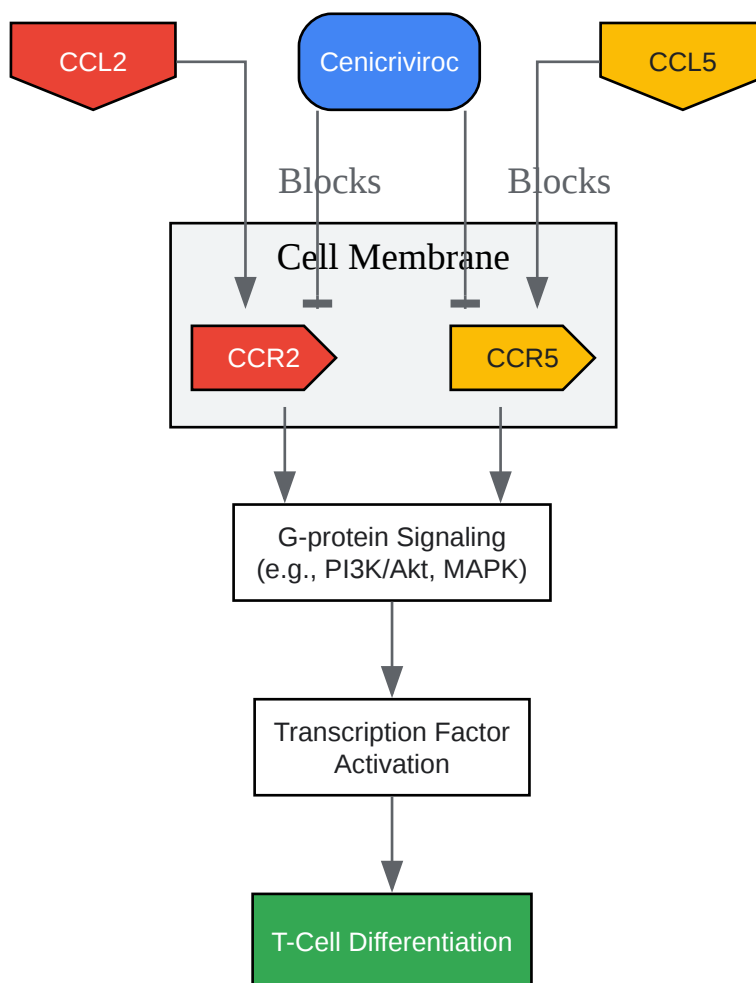 CCL2
Cenicriviroc
CCL5
Blocks
Blocks
Cell Membrane
CCR2
CCR5
G-protein Signaling
(e.g., PI3K/Akt, MAPK)
Transcription Factor
Activation
T-Cell Differentiation